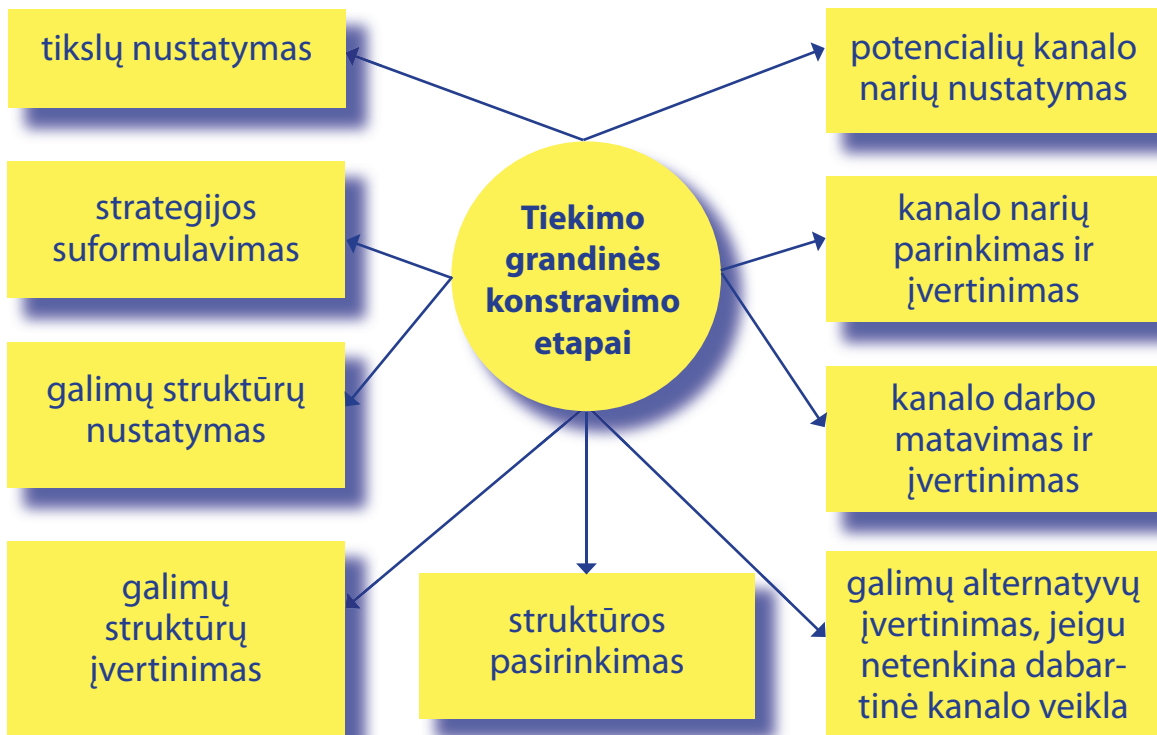 tikslų nustatymas
strategijos
suformulavimas
galimų struktūrų
nustatymas
galimų
struktūrų
įvertinimas
Tiekimo
grandinės
konstravimo
etapai
struktūros
pasirinkimas
potencialių kanalo
narių nustatymas
kanalo narių
parinkimas ir
įvertinimas
kanalo darbo
matavimas ir
įvertinimas
galimų alternatyvų
įvertinimas, jeigu
netenkina dabar-
tinė kanalo veikla